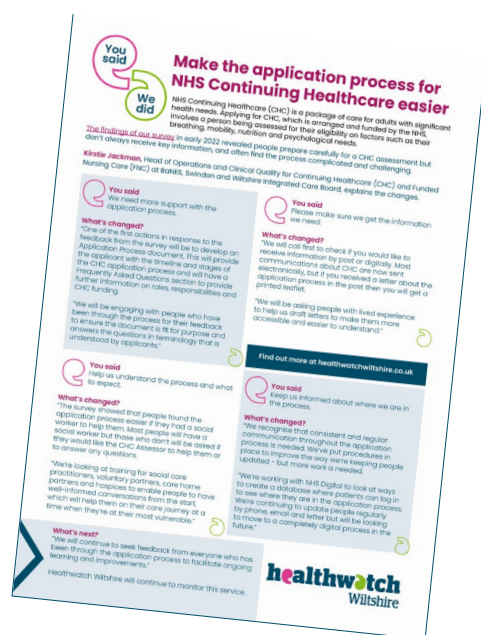 You
said
We
did
Make the application process for
NHS Continuing Healthcare easier
NHS Continuing Healthcare (CHC) is a package of care for adults with significant
health needs. Applying for CHC, which is arranged and funded by the NHS,
involves a person being assessed for their eligibility on factors such as their
breathing, mobility, nutrition and psychological needs.
The findings of our survey in early 2022 revealed people prepare carefully for a CHC assessment but
don't always receive key information, and often find the process complicated and challenging.
Kirstie Jackman, Head of Operations and Clinical Quality for Continuing Healthcare (CHC) and Funded
Nursing Care (FNC) at BaNES, Swindon and Wiltshire Integrated Care Board, explains the changes.
You said
We need more support with the
application process.
What's changed?
"One of the first actions in response to the
feedback from the survey will be to develop an
Application Process document. This will provide
the applicant with the timeline and stages of
the CHC application process and will have a
Frequently Asked Questions section to provide
further information on roles, responsibilities and
CHC funding.
"We will be engaging with people who have
been through the process for their feedback
to ensure the document is fit for purpose and
answers the questions in terminology that is
understood by applicants."
You said
Please make sure we get the information
we need.
What's changed?
"We will call first to check if you would like to
receive information by post or digitally. Most
communications about CHC are now sent
electronically, but if you received a letter about the
application process in the post then you will get a
printed leaflet.
"We will be asking people with lived experience
to help us draft letters to make them more
accessible and easier to understand."
Find out more at healthwatchwiltshire.co.uk
You said
Help us understand the process and what
to expect.
What's changed?
"The survey showed that people found the
application process easier if they had a social
worker to help them. Most people will have a
social worker but those who don't will be asked if
they would like the CHC Assessor to help them or
to answer any questions.
"We're looking at training for social care
practitioners, voluntary partners, care home
partners and hospices to enable people to have
well-informed conversations from the start,
which will help them on their care journey at a
time when they're at their most vulnerable."
You said
Keep us informed about where we are in
the process.
What's changed?
"We recognise that consistent and regular
communication throughout the application
process is needed. We've put procedures in
place to improve the way we're keeping people
updated – but more work is needed.
"We're working with NHS Digital to look at ways
to create a database where patients can log in
to see where they are in the application process.
We're continuing to update people regularly
by phone, email and letter but will be looking
to move to a completely digital process in the
future."
What's next?
"We will continue to seek feedback from everyone who has
been through the application process to facilitate ongoing
learning and improvements."
Healthwatch Wiltshire will continue to monitor this service.
healthwatch
Wiltshire